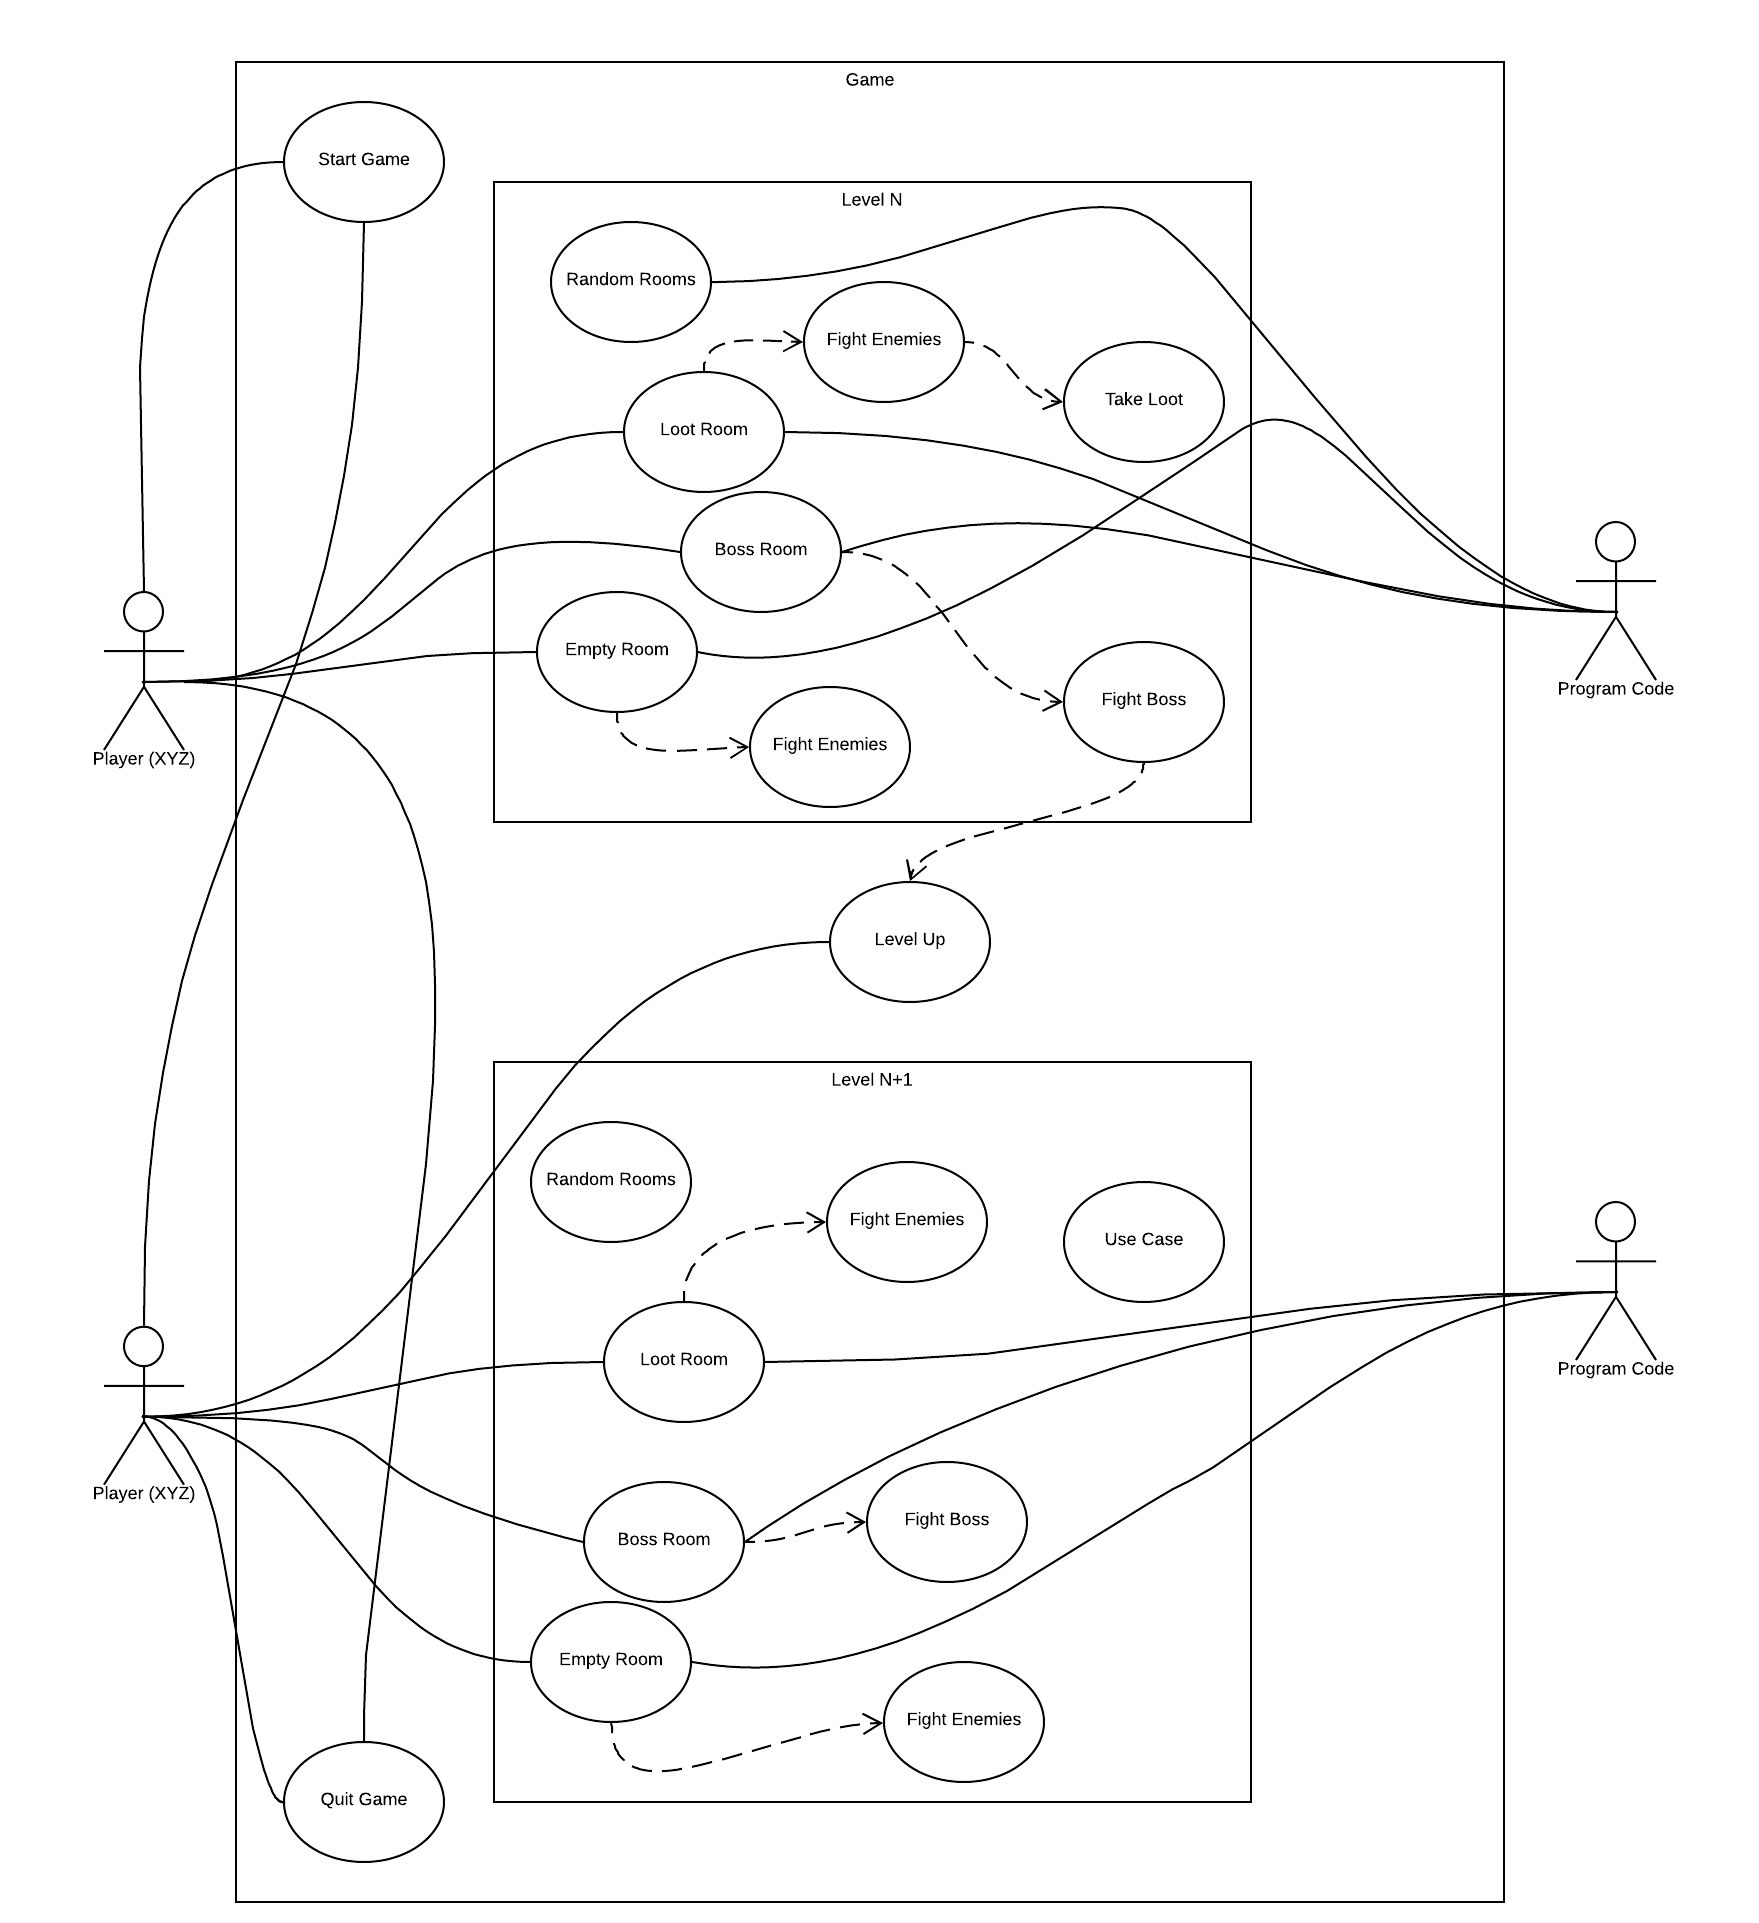 Game
Start Game
Level N
Random Rooms
Fight Enemies
Take Loot
Loot Room
Boss Room
Empty Room
Fight Boss
Program Code
Fight Enemies
Player (XYZ)
Level Up
Level N+1
Random Rooms
Fight Enemies
Use Case
Loot Room
Program Code
Player (XYZ)
Fight Boss
Boss Room
Empty Room
Fight Enemies
Quit Game